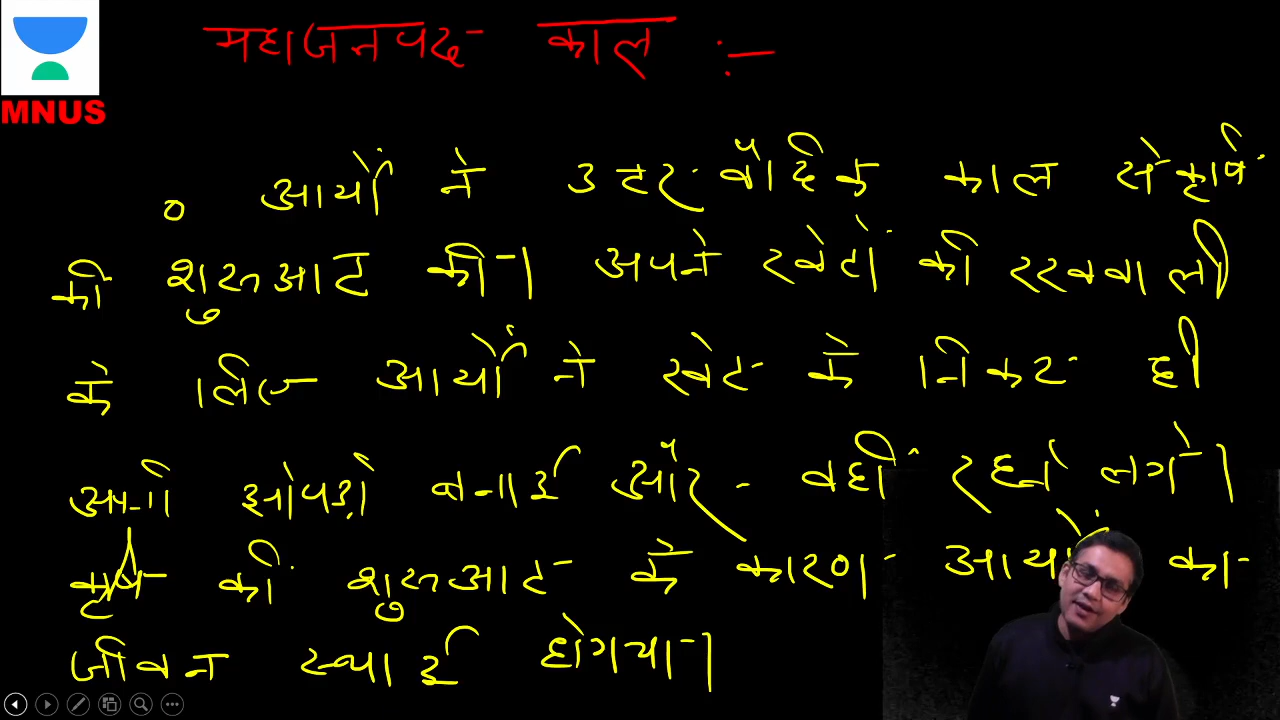 MNUS
महाजनपद काल :-
० आर्यों ने उत्तर वैदिक काल से कृषि
की शुरुआत की। अपने खेतों की रखवाली
के लिए आर्यों ने खेत के निकट ही
अपनी झोपड़ी बनाई और वहीं रहने लगे।
कृषि की शुरुआत के कारण आर्यों का
जीवन स्थाई होगया।